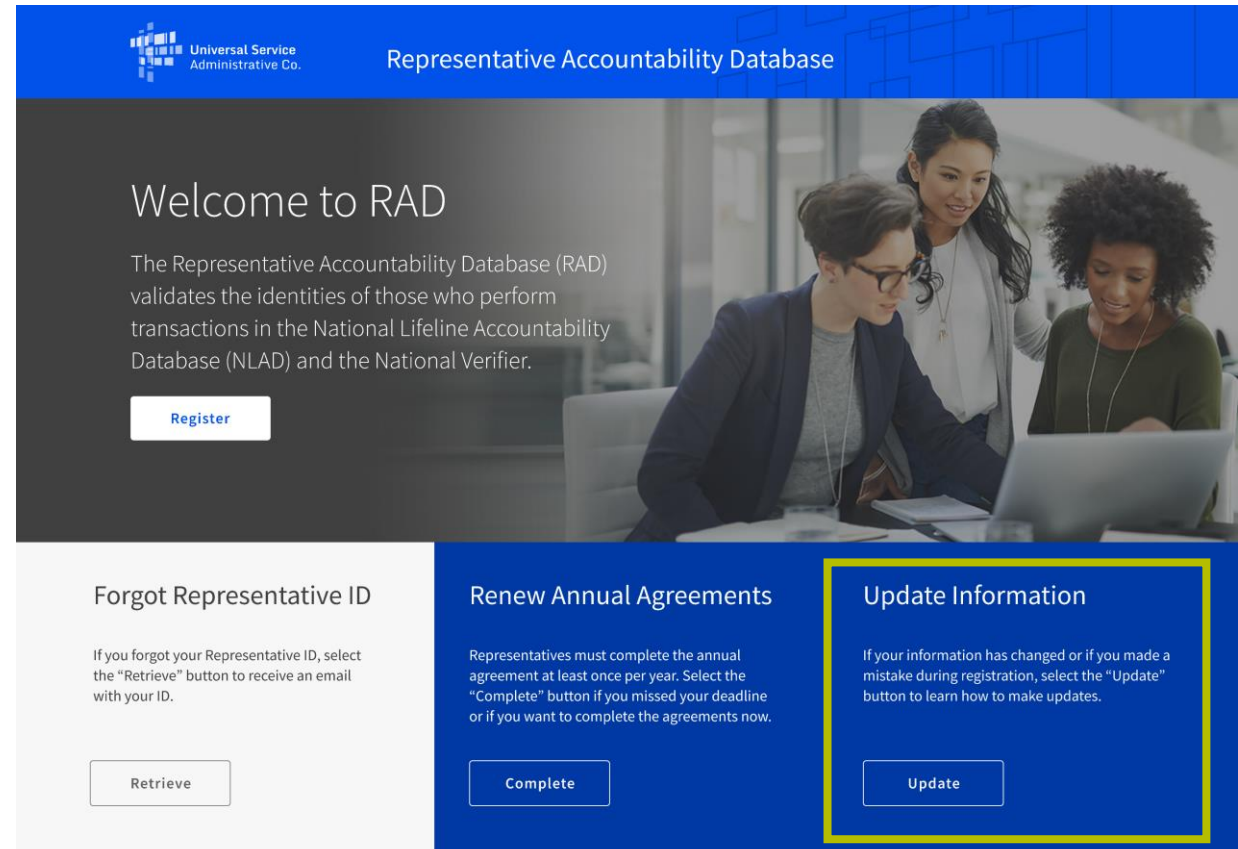 Universal Service
Administrative Co.
Representative Accountability Database
Welcome to RAD
The Representative Accountability Database (RAD)
validates the identities of those who perform
transactions in the National Lifeline Accountability
Database (NLAD) and the National Verifier.
Register
Forgot Representative ID
If you forgot your Representative ID, select
the “Retrieve” button to receive an email
with your ID.
Retrieve
Renew Annual Agreements
Representatives must complete the annual
agreement at least once per year. Select the
“Complete” button if you missed your deadline
or if you want to complete the agreements now.
Complete
Update Information
If your information has changed or if you made a
mistake during registration, select the “Update”
button to learn how to make updates.
Update